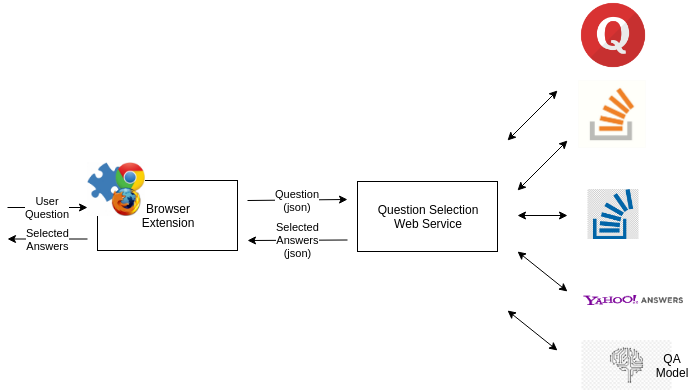 Q
User
Question
Selected
Answers
Browser
Extension
Question
(json)
Selected
Answers
(json)
Question Selection
Web Service
YAHOO! ANSWERS
QA
Model